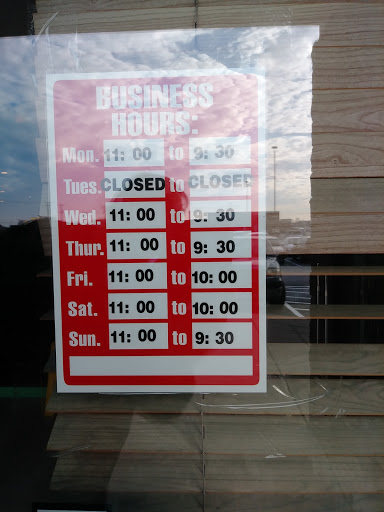 BUSINESS
HOURS:
Mon. 11: 00 to 9: 30
Tues. CLOSED to CLOSED
Wed. 11: 00 to 9: 30
Thur. 11: 00 to 9: 30
Fri. 11: 00 to 10: 00
Sat. 11: 00 to 10: 00
Sun. 11: 00 to 9: 30